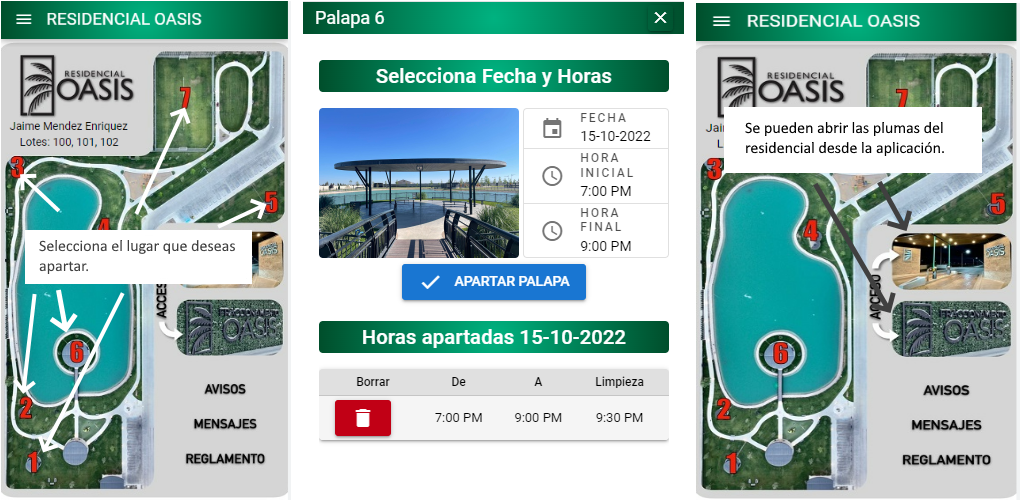 RESIDENCIAL OASIS
RESIDENCIAL
OASIS
Jaime Mendez Enriquez
Lotes: 100, 101, 102
7
3
5
4
Selecciona el lugar que deseas
apartar.
OASIS
ACCES
FRACCIONAMIENTO
OASIS
6
2
1
AVISOS
MENSAJES
REGLAMENTO
Palapa 6
Selecciona Fecha y Horas
FECHA
15-10-2022
HORA
INICIAL
7:00 PM
HORA
FINAL
9:00 PM
APARTAR PALAPA
Horas apartadas 15-10-2022
Borrar De A Limpieza
7:00 PM 9:00 PM 9:30 PM
RESIDENCIAL OASIS
RESIDENCIAL
OASIS
7
Jai
L
Se pueden abrir las plumas del
residencial desde la aplicación.
3
5
4
OASIS
ACCESO
FRACCIONAMIENTO
OASIS
6
2
1
AVISOS
MENSAJES
REGLAMENTO